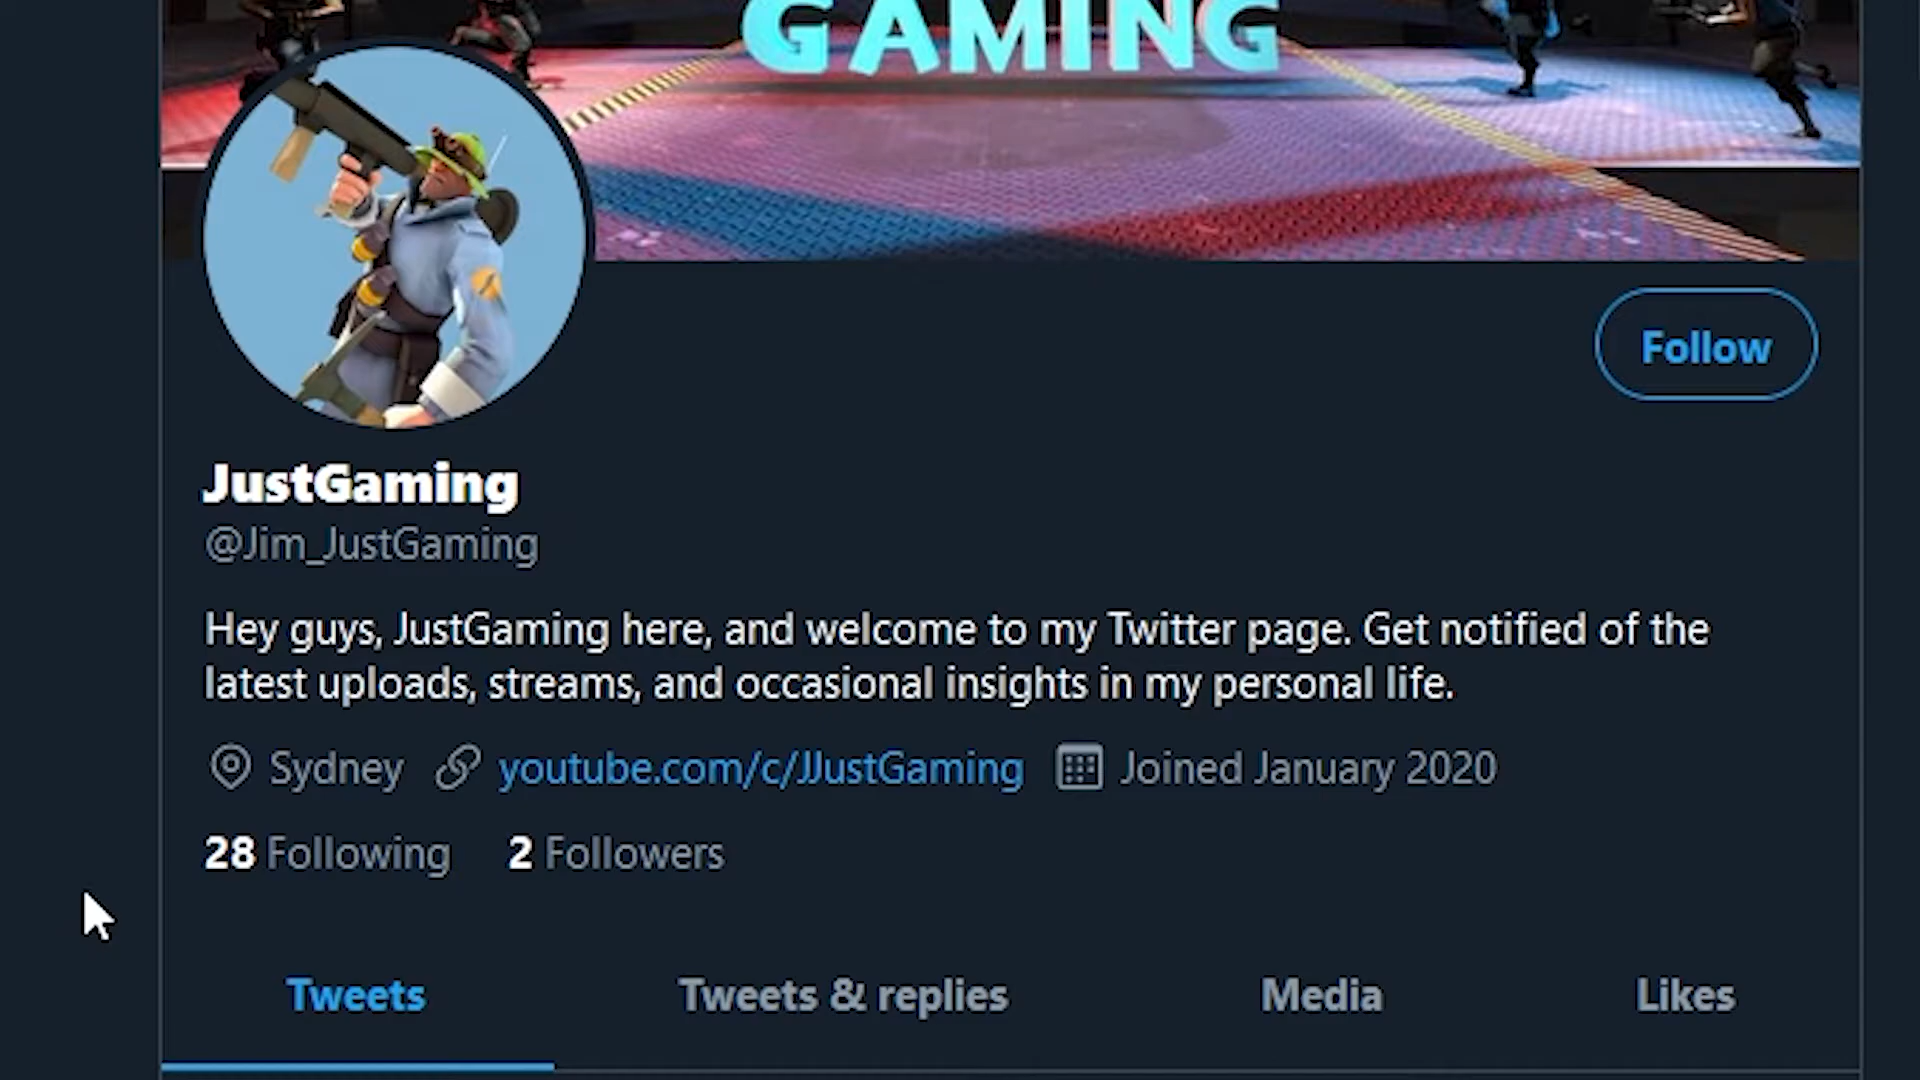 GAMING
Follow
JustGaming
@Jim_JustGaming
Hey guys, JustGaming here, and welcome to my Twitter page. Get notified of the
latest uploads, streams, and occasional insights in my personal life.
Sydney youtube.com/c/JJustGaming Joined January 2020
28 Following 2 Followers
Tweets Tweets & replies Media Likes